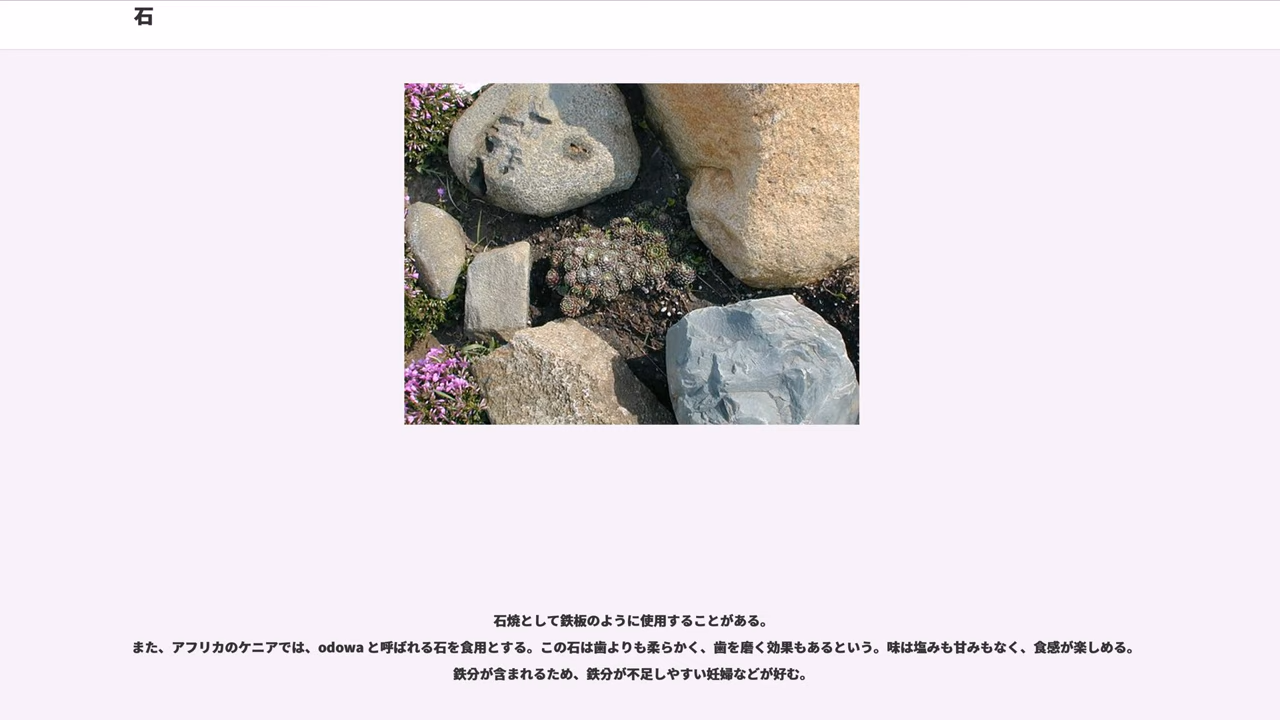 石
石焼として鉄板のように使用することがある。
また、アフリカのケニアでは、odowa と呼ばれる石を食用とする。この石は歯よりも柔らかく、歯を磨く効果もあるという。味は塩みも甘みもなく、食感が楽しめる。
鉄分が含まれるため、鉄分が不足しやすい妊婦などが好む。